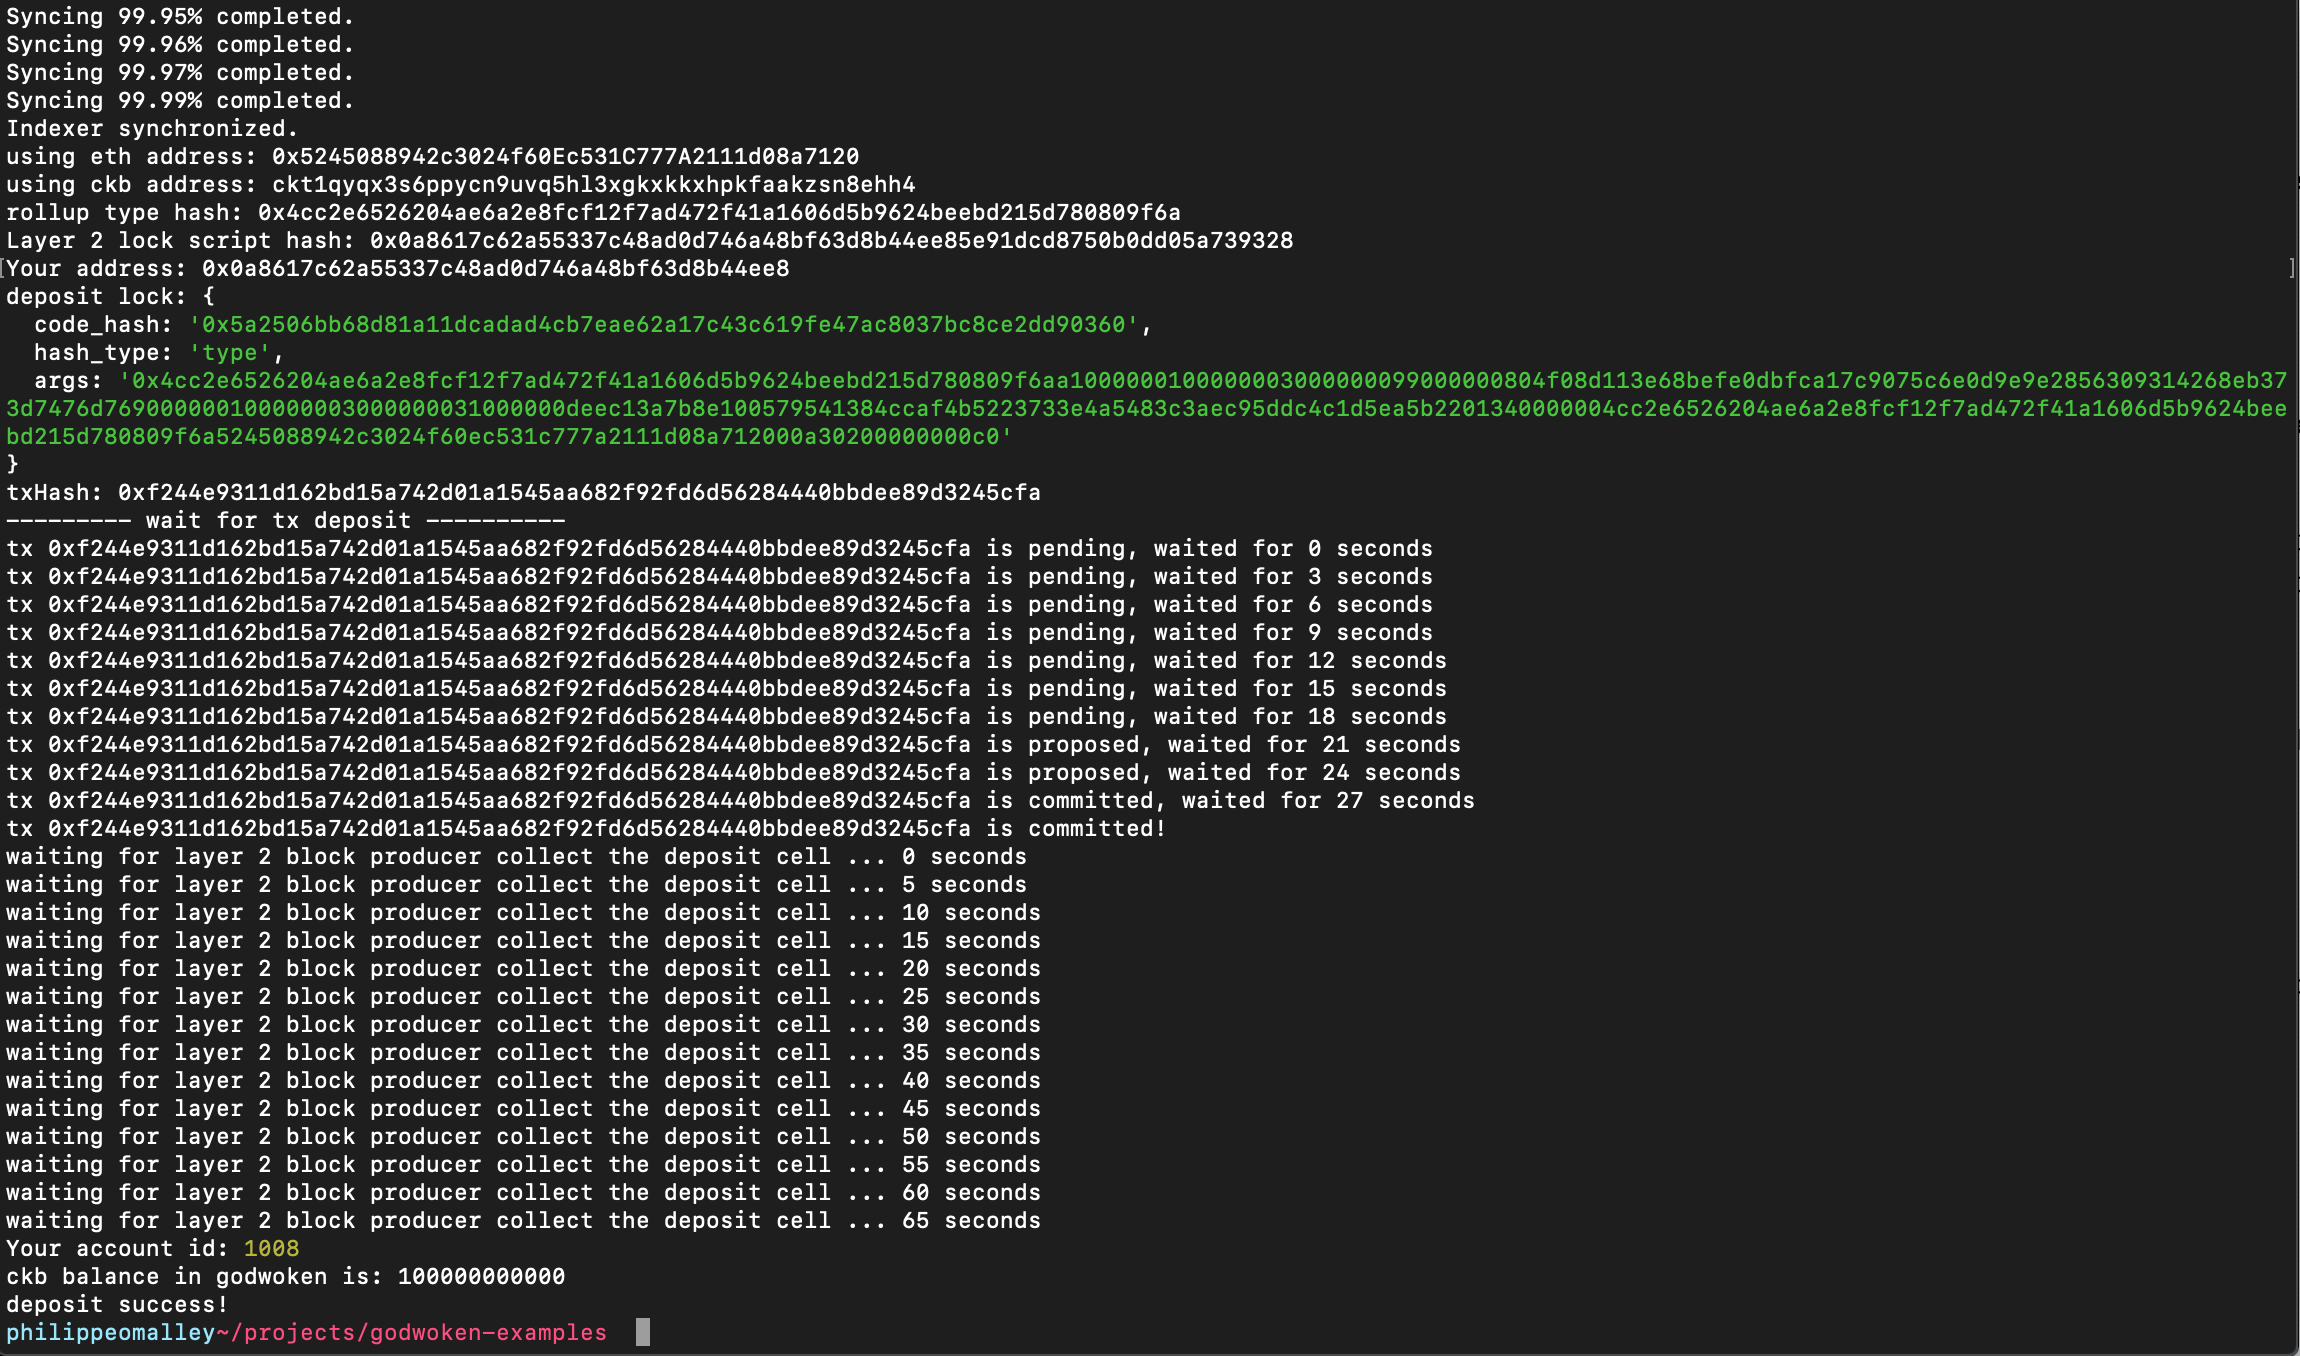 Syncing 99.95% completed.
Syncing 99.96% completed.
Syncing 99.97% completed.
Syncing 99.99% completed.
Indexer synchronized.
using eth address: 0x5245088942c3024f60Ec531C777A2111d08a7120
using ckb address: ckt1qyqx3s6ppycn9uvq5hl3xgkxkkxhpkfaakzsn8ehh4
rollup type hash: 0x4cc2e6526204ae6a2e8fcf12f7ad472f41a1606d5b9624beebd215d780809f6a
Layer 2 lock script hash: 0x0a8617c62a55337c48ad0d746a48bf63d8b44ee85e91dcd8750b0dd05a739328
[Your address: 0x0a8617c62a55337c48ad0d746a48bf63d8b44ee8 ]
deposit lock: {
  code_hash: '0x5a2506bb68d81a11dcadad4cb7eae62a17c43c619fe47ac8037bc8ce2dd90360',
  hash_type: 'type',
  args: '0x4cc2e6526204ae6a2e8fcf12f7ad472f41a1606d5b9624beebd215d780809f6aa1000000100000003000000099000000804f08d113e68befe0dbfca17c9075c6e0d9e9e2856309314268eb37
3d7476d769000000100000003000000031000000deec13a7b8e100579541384ccaf4b5223733e4a5483c3aec95ddc4c1d5ea5b2201340000004cc2e6526204ae6a2e8fcf12f7ad472f41a1606d5b9624bee
bd215d780809f6a5245088942c3024f60ec531c777a2111d08a712000a302000000000c0'
}
txHash: 0xf244e9311d162bd15a742d01a1545aa682f92fd6d56284440bbdee89d3245cfa
--------- wait for tx deposit ----------
tx 0xf244e9311d162bd15a742d01a1545aa682f92fd6d56284440bbdee89d3245cfa is pending, waited for 0 seconds
tx 0xf244e9311d162bd15a742d01a1545aa682f92fd6d56284440bbdee89d3245cfa is pending, waited for 3 seconds
tx 0xf244e9311d162bd15a742d01a1545aa682f92fd6d56284440bbdee89d3245cfa is pending, waited for 6 seconds
tx 0xf244e9311d162bd15a742d01a1545aa682f92fd6d56284440bbdee89d3245cfa is pending, waited for 9 seconds
tx 0xf244e9311d162bd15a742d01a1545aa682f92fd6d56284440bbdee89d3245cfa is pending, waited for 12 seconds
tx 0xf244e9311d162bd15a742d01a1545aa682f92fd6d56284440bbdee89d3245cfa is pending, waited for 15 seconds
tx 0xf244e9311d162bd15a742d01a1545aa682f92fd6d56284440bbdee89d3245cfa is pending, waited for 18 seconds
tx 0xf244e9311d162bd15a742d01a1545aa682f92fd6d56284440bbdee89d3245cfa is proposed, waited for 21 seconds
tx 0xf244e9311d162bd15a742d01a1545aa682f92fd6d56284440bbdee89d3245cfa is proposed, waited for 24 seconds
tx 0xf244e9311d162bd15a742d01a1545aa682f92fd6d56284440bbdee89d3245cfa is committed, waited for 27 seconds
tx 0xf244e9311d162bd15a742d01a1545aa682f92fd6d56284440bbdee89d3245cfa is committed!
waiting for layer 2 block producer collect the deposit cell ... 0 seconds
waiting for layer 2 block producer collect the deposit cell ... 5 seconds
waiting for layer 2 block producer collect the deposit cell ... 10 seconds
waiting for layer 2 block producer collect the deposit cell ... 15 seconds
waiting for layer 2 block producer collect the deposit cell ... 20 seconds
waiting for layer 2 block producer collect the deposit cell ... 25 seconds
waiting for layer 2 block producer collect the deposit cell ... 30 seconds
waiting for layer 2 block producer collect the deposit cell ... 35 seconds
waiting for layer 2 block producer collect the deposit cell ... 40 seconds
waiting for layer 2 block producer collect the deposit cell ... 45 seconds
waiting for layer 2 block producer collect the deposit cell ... 50 seconds
waiting for layer 2 block producer collect the deposit cell ... 55 seconds
waiting for layer 2 block producer collect the deposit cell ... 60 seconds
waiting for layer 2 block producer collect the deposit cell ... 65 seconds
Your account id: 1008
ckb balance in godwoken is: 100000000000
deposit success!
philippeomalley~/projects/godwoken-examples